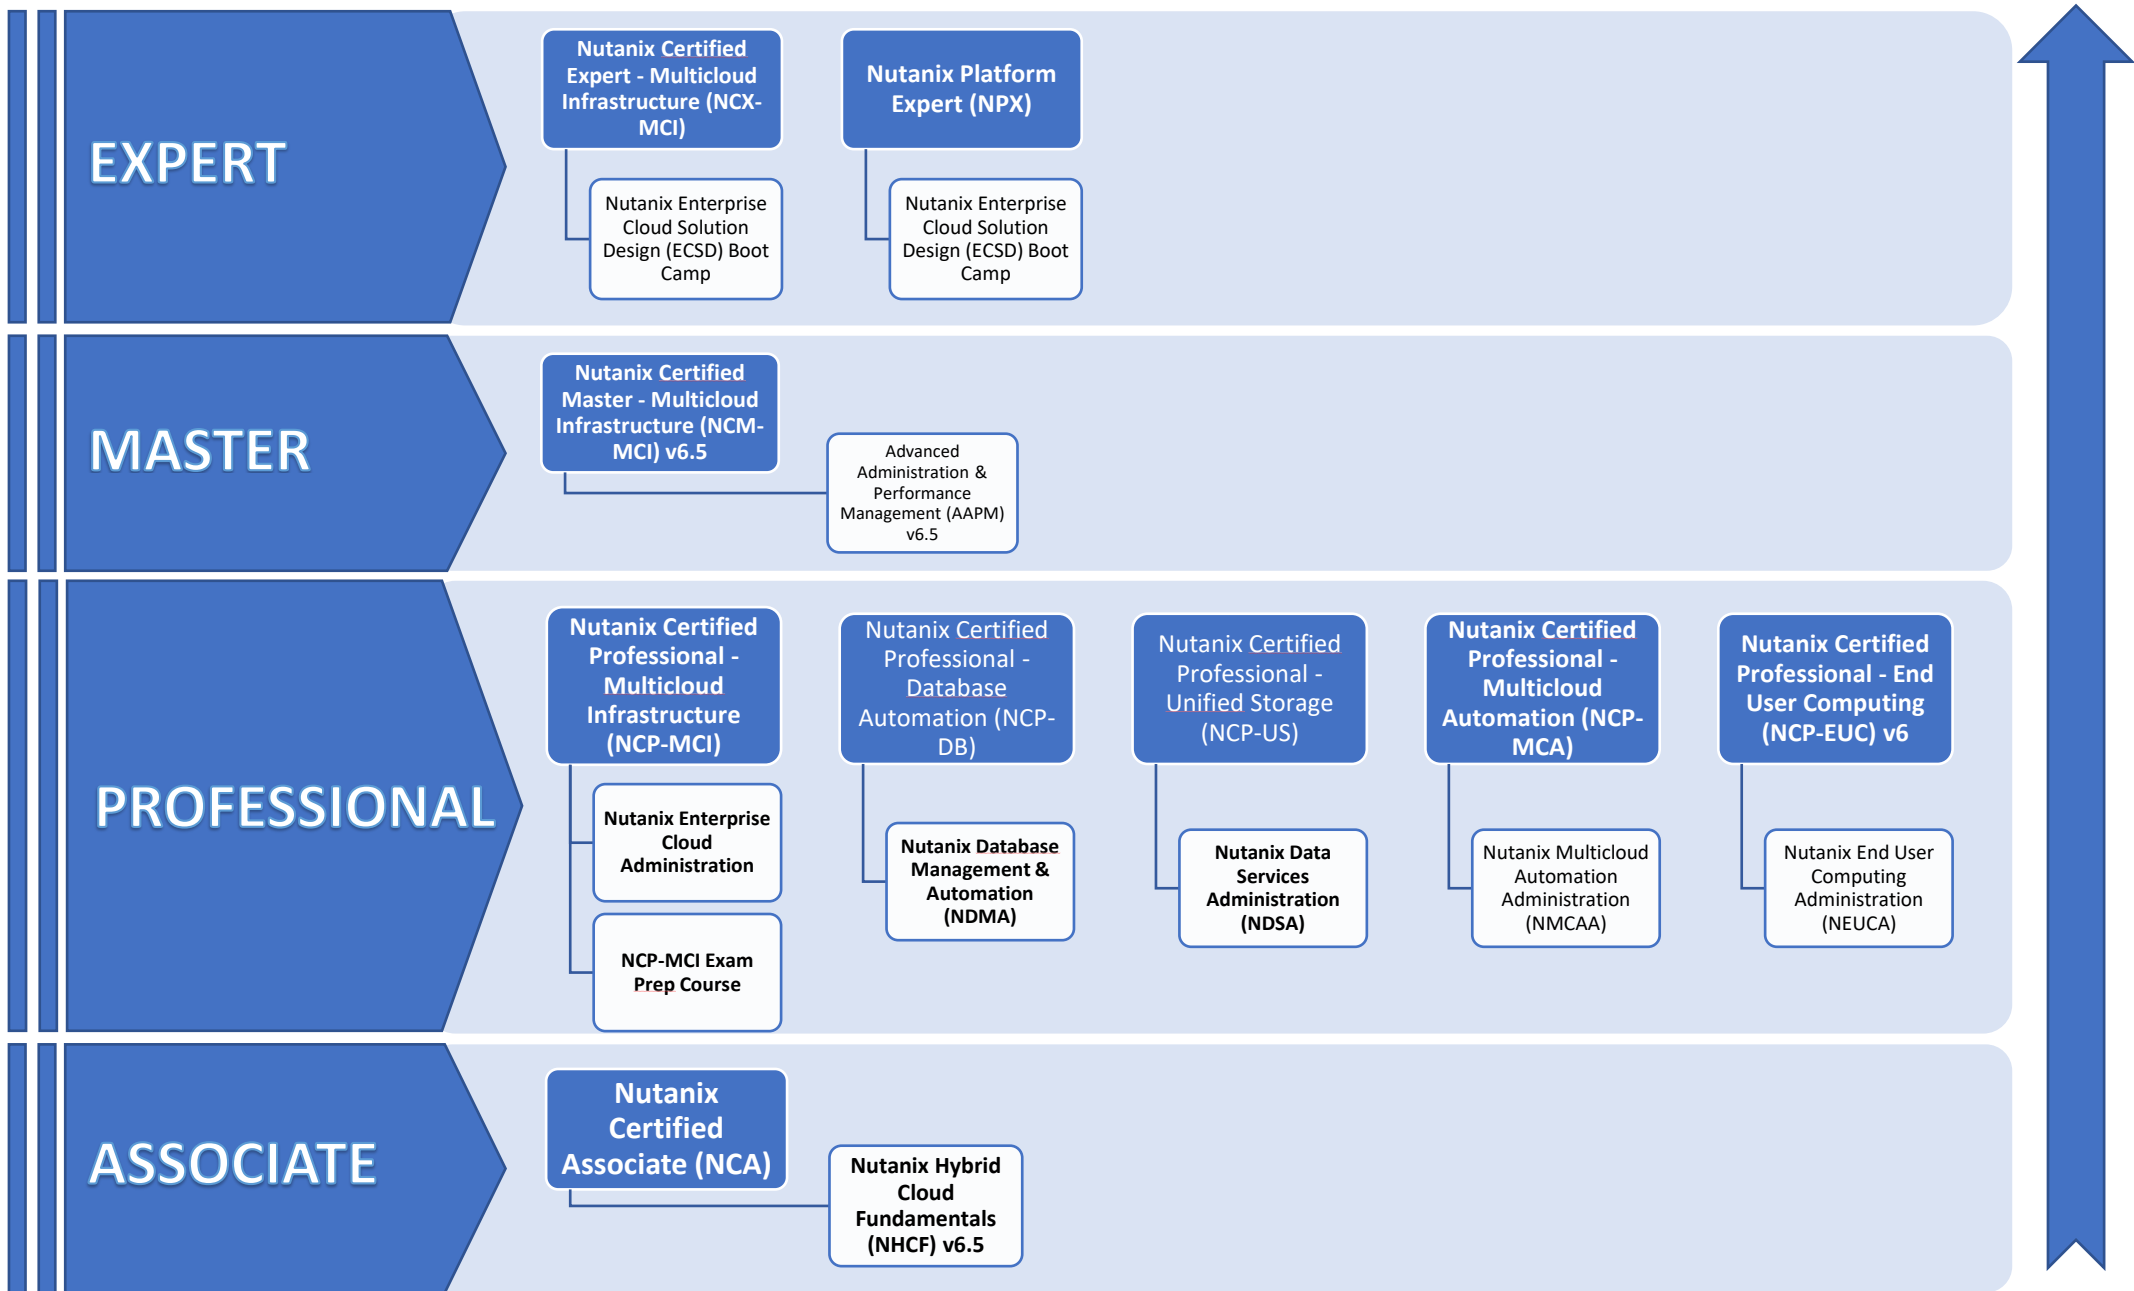 EXPERT
Nutanix Certified
Expert - Multicloud
Infrastructure (NCX-
MCI)
Nutanix Enterprise
Cloud Solution
Design (ECSD) Boot
Camp
Nutanix Platform
Expert (NPX)
Nutanix Enterprise
Cloud Solution
Design (ECSD) Boot
Camp
MASTER
Nutanix Certified
Master - Multicloud
Infrastructure (NCM-
MCI) v6.5
Advanced
Administration &
Performance
Management (AAPM)
v6.5
PROFESSIONAL
Nutanix Certified
Professional -
Multicloud
Infrastructure
(NCP-MCI)
Nutanix Enterprise
Cloud
Administration
NCP-MCI Exam
Prep Course
Nutanix Certified
Professional -
Database
Automation (NCP-
DB)
Nutanix Database
Management &
Automation
(NDMA)
Nutanix Certified
Professional -
Unified Storage
(NCP-US)
Nutanix Data
Services
Administration
(NDSA)
Nutanix Certified
Professional -
Multicloud
Automation (NCP-
MCA)
Nutanix Multicloud
Automation
Administration
(NMCAA)
Nutanix Certified
Professional - End
User Computing
(NCP-EUC) v6
Nutanix End User
Computing
Administration
(NEUCA)
ASSOCIATE
Nutanix
Certified
Associate (NCA)
Nutanix Hybrid
Cloud
Fundamentals
(NHCF) v6.5